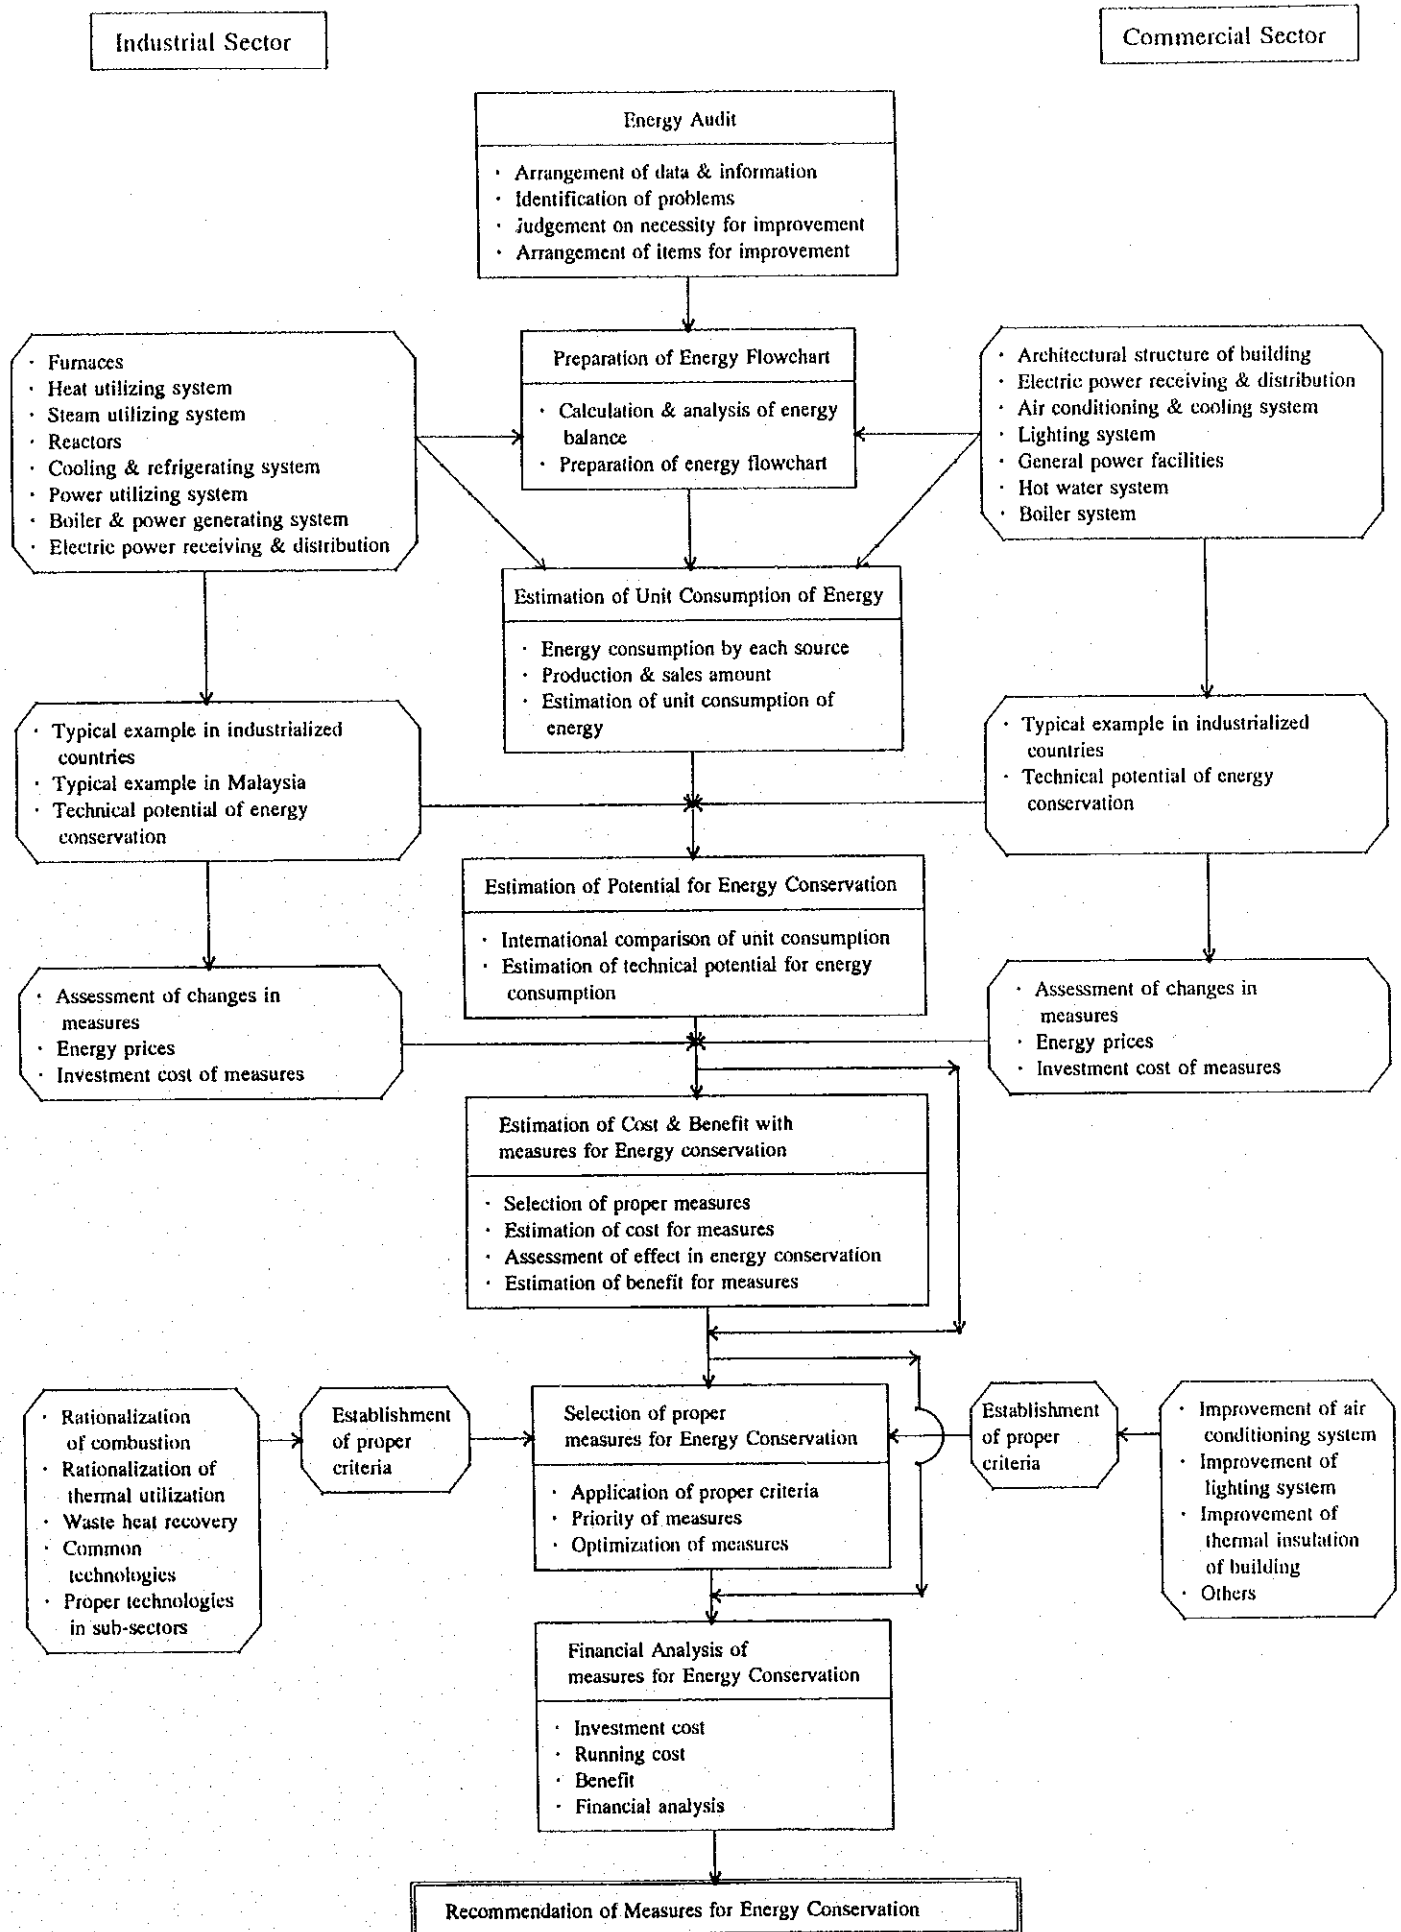 Industrial Sector
Commercial Sector
Energy Audit
· Arrangement of data & information
· Identification of problems
· Judgement on necessity for improvement
· Arrangement of items for improvement
· Furnaces
· Heat utilizing system
· Steam utilizing system
· Reactors
· Cooling & refrigerating system
· Power utilizing system
· Boiler & power generating system
· Electric power receiving & distribution
Preparation of Energy Flowchart
· Calculation & analysis of energy
balance
· Preparation of energy flowchart
· Architectural structure of building
· Electric power receiving & distribution
· Air conditioning & cooling system
· Lighting system
· General power facilities
· Hot water system
· Boiler system
Estimation of Unit Consumption of Energy
· Energy consumption by each source
· Production & sales amount
· Estimation of unit consumption of
energy
· Typical example in industrialized
countries
· Typical example in Malaysia
· Technical potential of energy
conservation
· Typical example in industrialized
countries
· Technical potential of energy
conservation
Estimation of Potential for Energy Conservation
· International comparison of unit consumption
· Estimation of technical potential for energy
consumption
· Assessment of changes in
measures
· Energy prices
· Investment cost of measures
· Assessment of changes in
measures
· Energy prices
· Investment cost of measures
Estimation of Cost & Benefit with
measures for Energy conservation
· Selection of proper measures
· Estimation of cost for measures
· Assessment of effect in energy conservation
· Estimation of benefit for measures
· Rationalization
of combustion
· Rationalization of
thermal utilization
· Waste heat recovery
· Common
technologies
· Proper technologies
in sub-sectors
Establishment
of proper
criteria
Selection of proper
measures for Energy Conservation
· Application of proper criteria
· Priority of measures
· Optimization of measures
Establishment
of proper
criteria
· Improvement of air
conditioning system
· Improvement of
lighting system
· Improvement of
thermal insulation
of building
· Others
Financial Analysis of
measures for Energy Conservation
· Investment cost
· Running cost
· Benefit
· Financial analysis
Recommendation of Measures for Energy Conservation